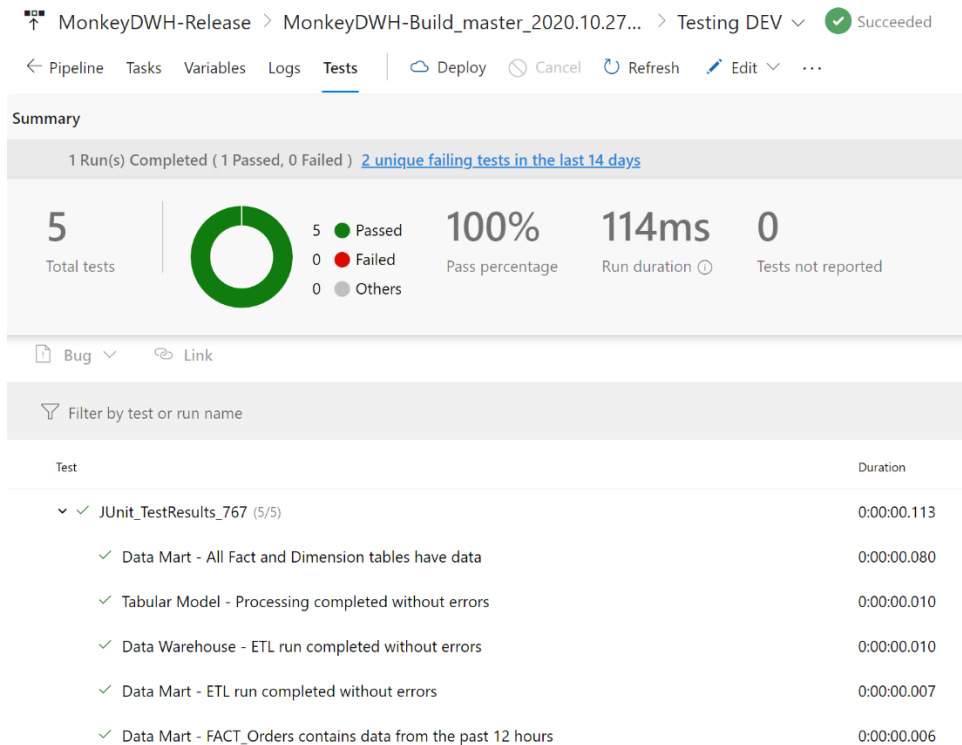 MonkeyDWH-Release > MonkeyDWH-Build_master_2020.10.27... > Testing DEV Succeeded
Pipeline Tasks Variables Logs Tests Deploy Cancel Refresh Edit ...
Summary
1 Run(s) Completed ( 1 Passed, 0 Failed ) 2 unique failing tests in the last 14 days
5 100% 114ms 0
Total tests Pass percentage Run duration Tests not reported
5 Passed
0 Failed
0 Others
Bug Link
Filter by test or run name
Test Duration
JUnit_TestResults_767 (5/5) 0:00:00.113
Data Mart - All Fact and Dimension tables have data 0:00:00.080
Tabular Model - Processing completed without errors 0:00:00.010
Data Warehouse - ETL run completed without errors 0:00:00.010
Data Mart - ETL run completed without errors 0:00:00.007
Data Mart - FACT_Orders contains data from the past 12 hours 0:00:00.006